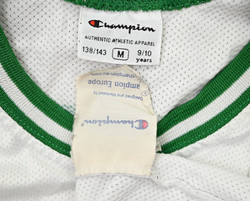 Champion
AUTHENTIC ATHLETIC APPAREL
138/143 M 9/10
years
ampion Europe
Champion